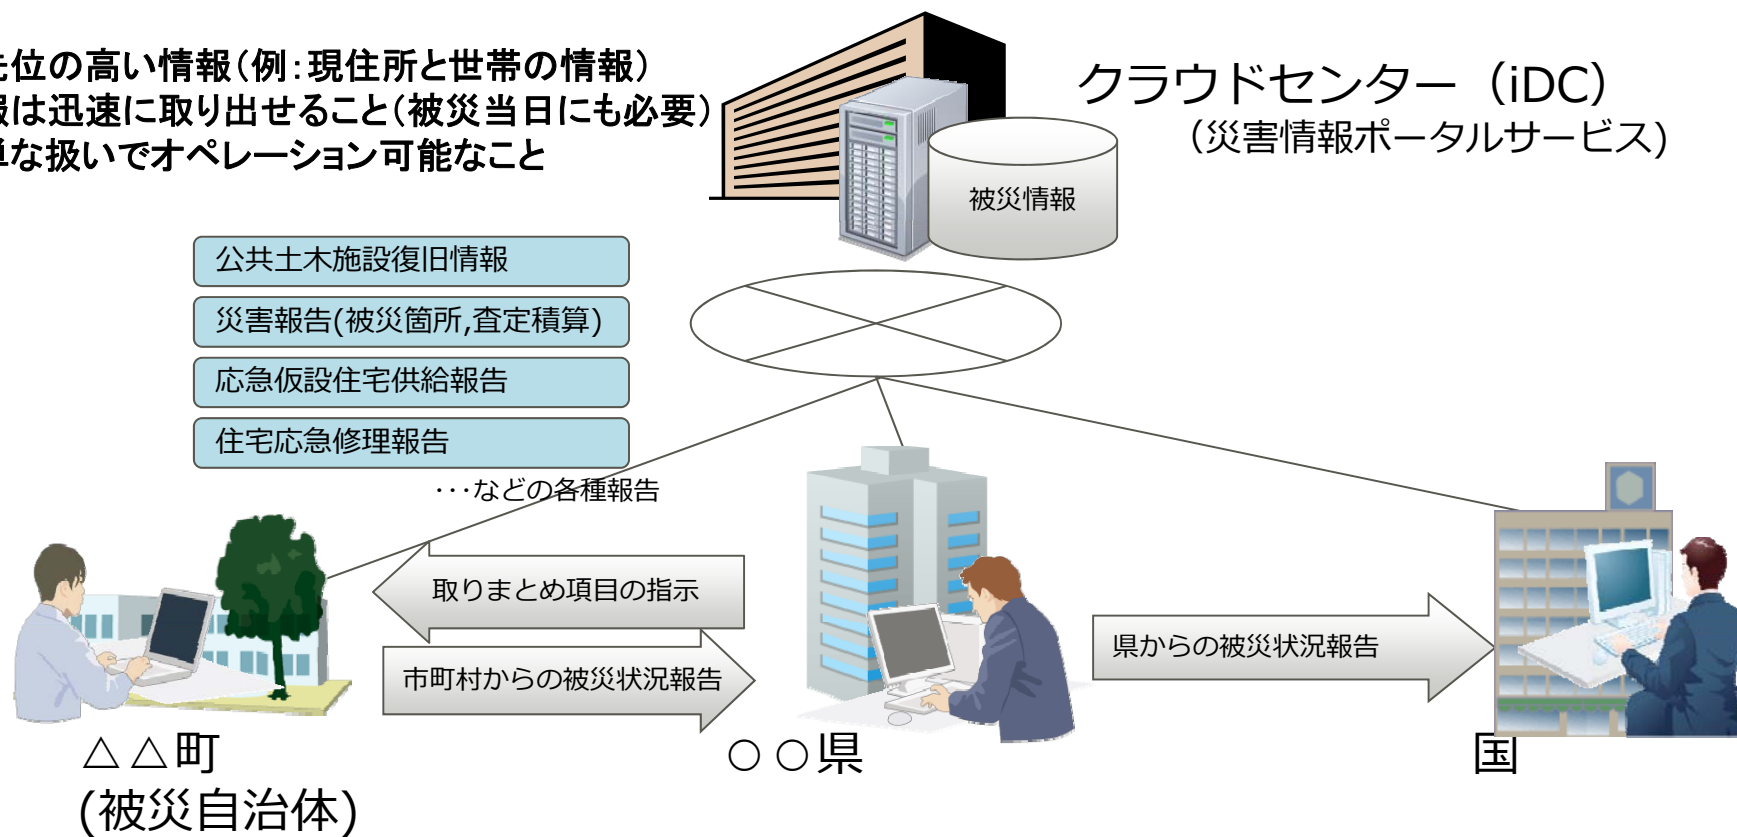 位の高い情報（例：現住所と世帯の情報）
は迅速に取り出せること（被災当日にも必要）
な扱いでオペレーション可能なこと
クラウドセンター（iDC）
（災害情報ポータルサービス)
被災情報
公共土木施設復旧情報
災害報告(被災箇所,査定積算)
応急仮設住宅供給報告
住宅応急修理報告
･･･などの各種報告
取りまとめ項目の指示
市町村からの被災状況報告
県からの被災状況報告
△△町
(被災自治体)
○○県
国